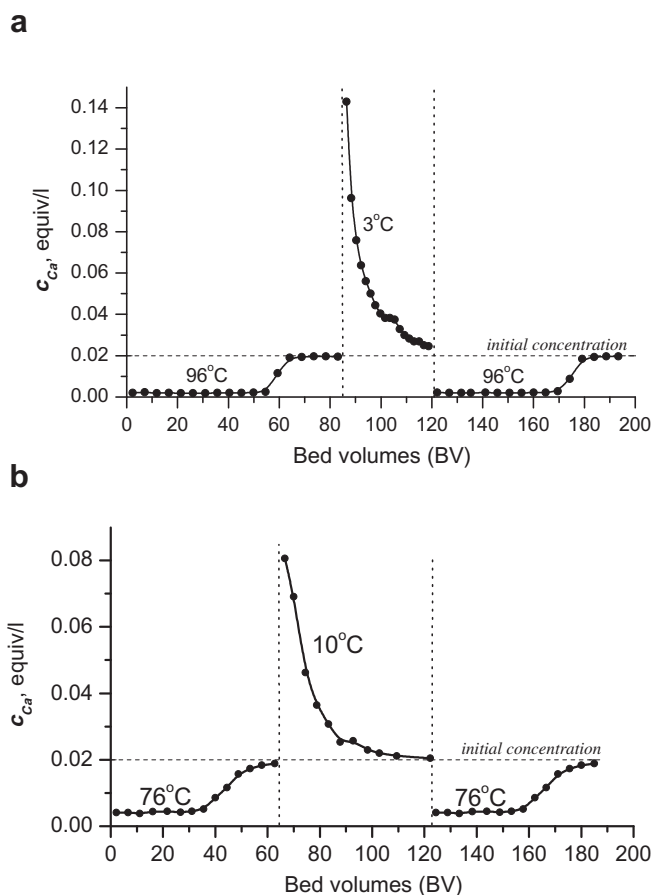 a
0.14
0.12
0.10
0.08
0.06
0.04
0.02
0.00
c_Ca, equiv/l
3°C
96°C
96°C
initial concentration
0 20 40 60 80 100 120 140 160 180 200
Bed volumes (BV)
b
0.08
0.06
0.04
0.02
0.00
c_Ca, equiv/l
10°C
76°C
76°C
initial concentration
0 20 40 60 80 100 120 140 160 180 200
Bed volumes (BV)